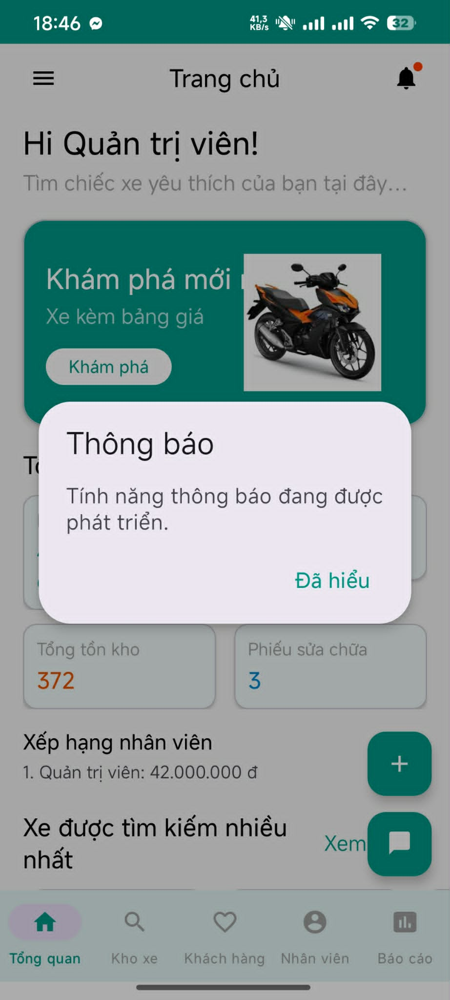 18:46
41,3
KB/s
32
Trang chủ
Hi Quản trị viên!
Tìm chiếc xe yêu thích của bạn tại đây...
Khám phá mới
Xe kèm bảng giá
Khám phá
Thông báo
Tính năng thông báo đang được
phát triển.
Đã hiểu
Tổng tồn kho
372
Phiếu sửa chữa
3
Xếp hạng nhân viên
1. Quản trị viên: 42.000.000 đ
Xe được tìm kiếm nhiều
nhất
Xem
Tổng quan
Kho xe
Khách hàng
Nhân viên
Báo cáo